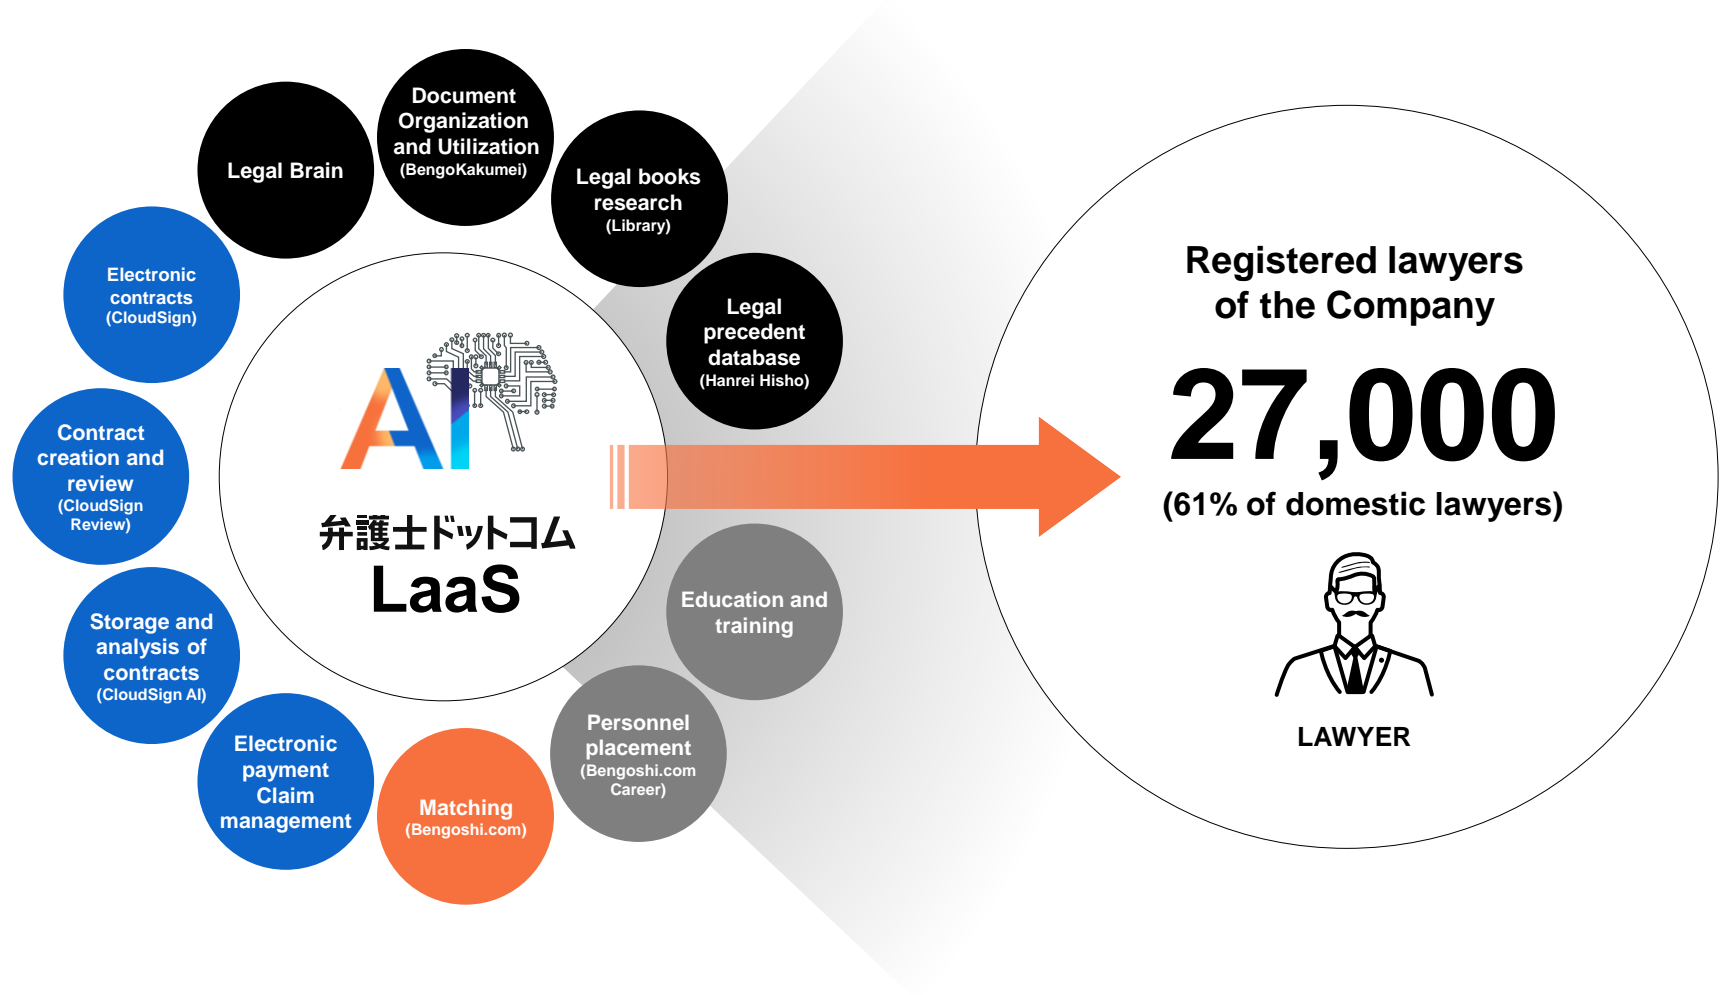 Document
Organization
and Utilization
(BengoKakumei)
Legal Brain
Legal books
research
(Library)
Electronic
contracts
(CloudSign)
Legal
precedent
database
(Hanrei Hisho)
Contract
creation and
review
(CloudSign
Review)
AI
弁護士ドットコム
LaaS
Storage and
analysis of
contracts
(CloudSign AI)
Education and
training
Electronic
payment
Claim
management
Matching
(Bengoshi.com)
Personnel
placement
(Bengoshi.com
Career)
Registered lawyers
of the Company
27,000
(61% of domestic lawyers)
LAWYER